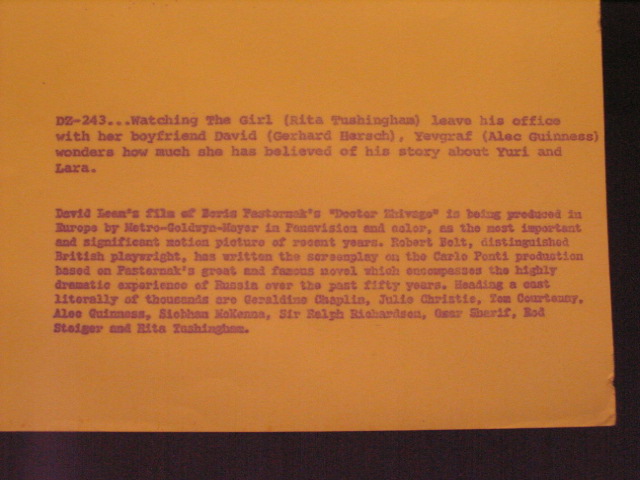 DZ-243...Watching The Girl (Rita Tushingham) leave his office
with her boyfriend David (Gerhard Hersch), Yevgraf (Alec Guinness)
wonders how much she has believed of his story about Yuri and
Lara.
David Lean's film of Boris Pasternak's "Doctor Zhivago" is being produced in
Europe by Metro-Goldwyn-Mayer in Panavision and color, as the most important
and significant motion picture of recent years. Robert Bolt, distinguished
British playwright, has written the screenplay on the Carlo Ponti production
based on Pasternak's great and famous novel which encompasses the highly
dramatic experience of Russia over the past fifty years. Heading a cast
literally of thousands are Geraldine Chaplin, Julie Christie, Tom Courtenay,
Alec Guinness, Siobhan McKenna, Sir Ralph Richardson, Omar Sharif, Rod
Steiger and Rita Tushingham.